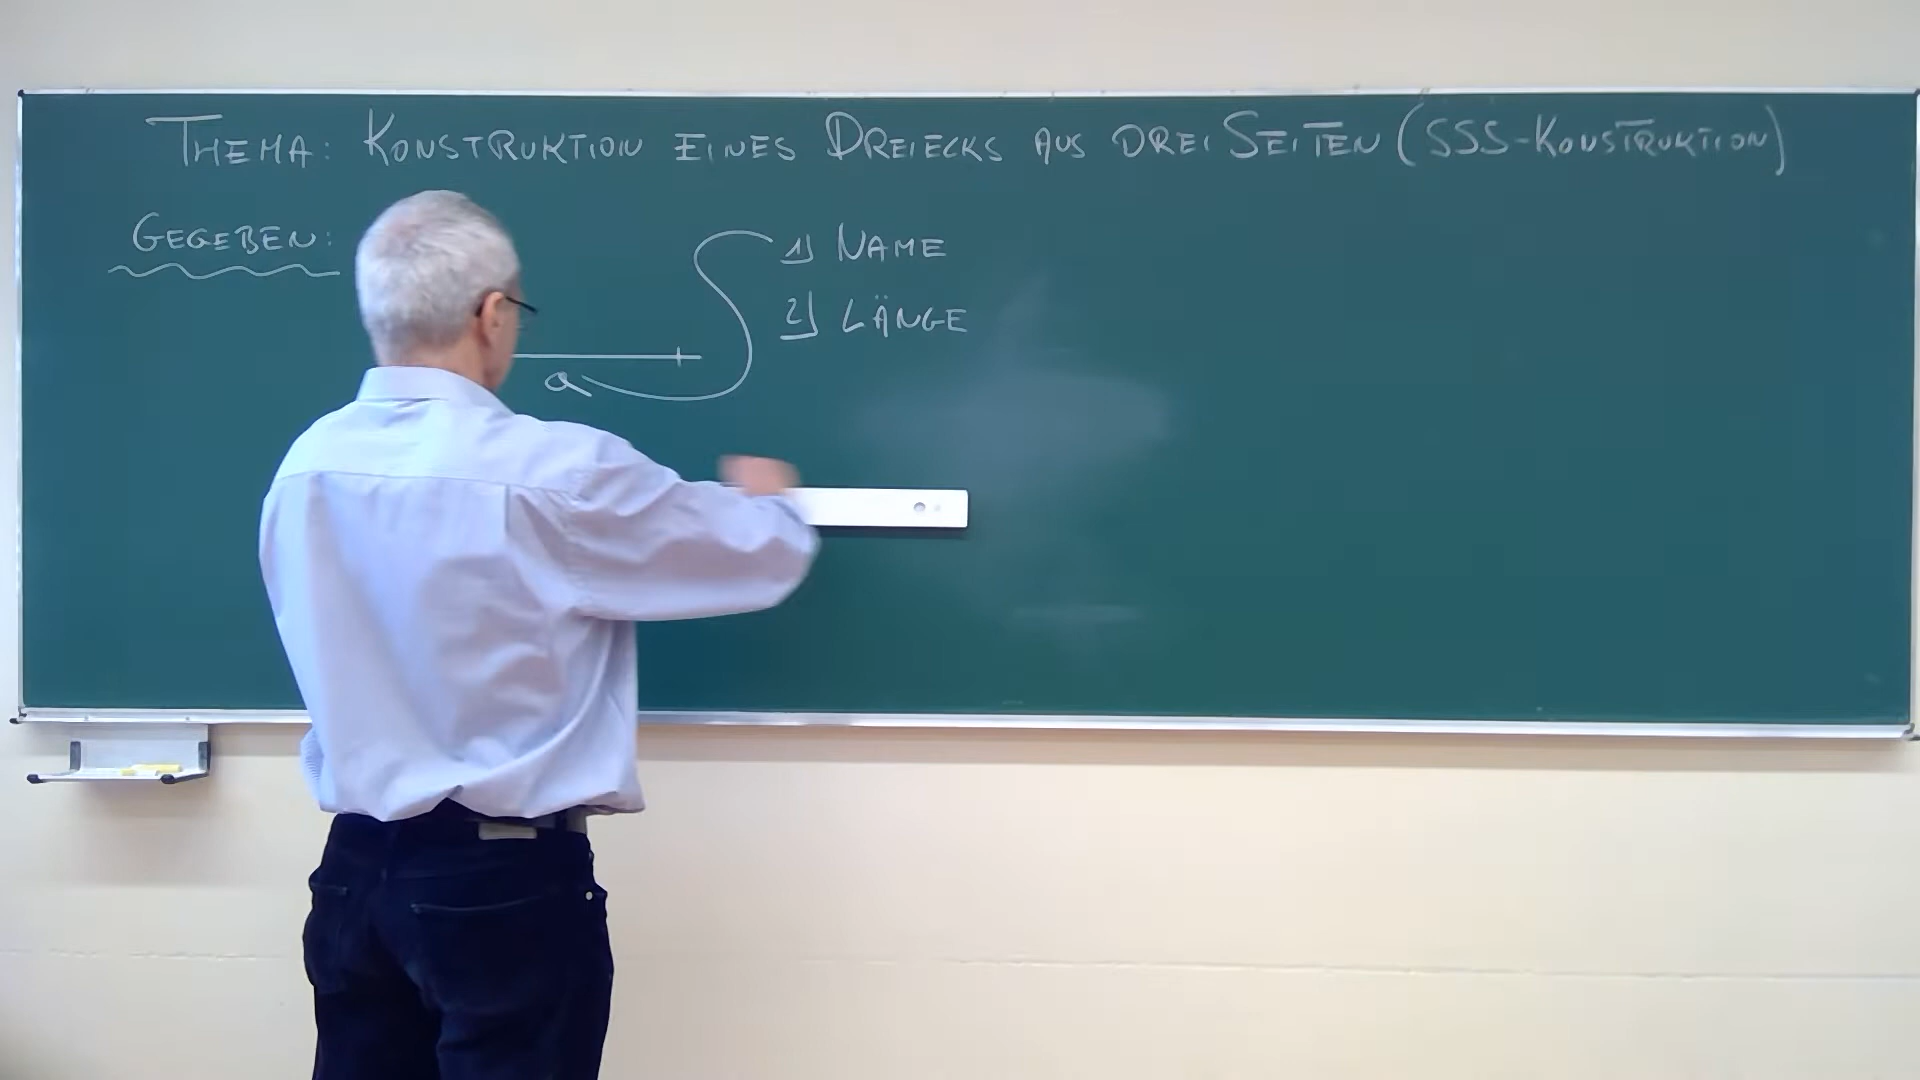 THEMA: KONSTRUKTION EINES DREIECKS AUS DREI SEITEN (SSS-KONSTRUKTION)
GEGEBEN:
1) NAME
2) LÄNGE
a